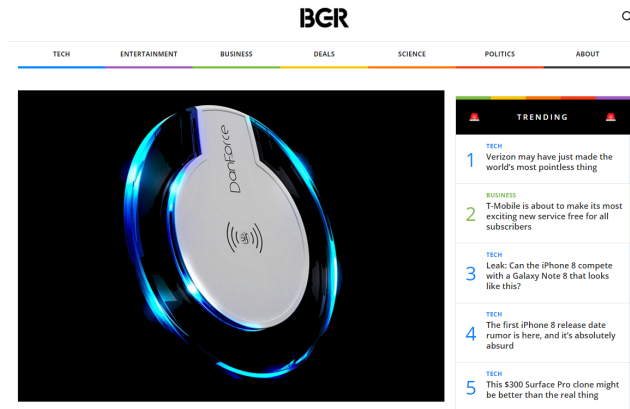 BGR
TECH
ENTERTAINMENT
BUSINESS
DEALS
SCIENCE
POLITICS
ABOUT
DanForce
TRENDING
1
TECH
Verizon may have just made the
world's most pointless thing
2
BUSINESS
T-Mobile is about to make its most
exciting new service free for all
subscribers
3
TECH
Leak: Can the iPhone 8 compete
with a Galaxy Note 8 that looks
like this?
4
TECH
The first iPhone 8 release date
rumor is here, and it's absolutely
absurd
5
TECH
This $300 Surface Pro clone might
be better than the real thing